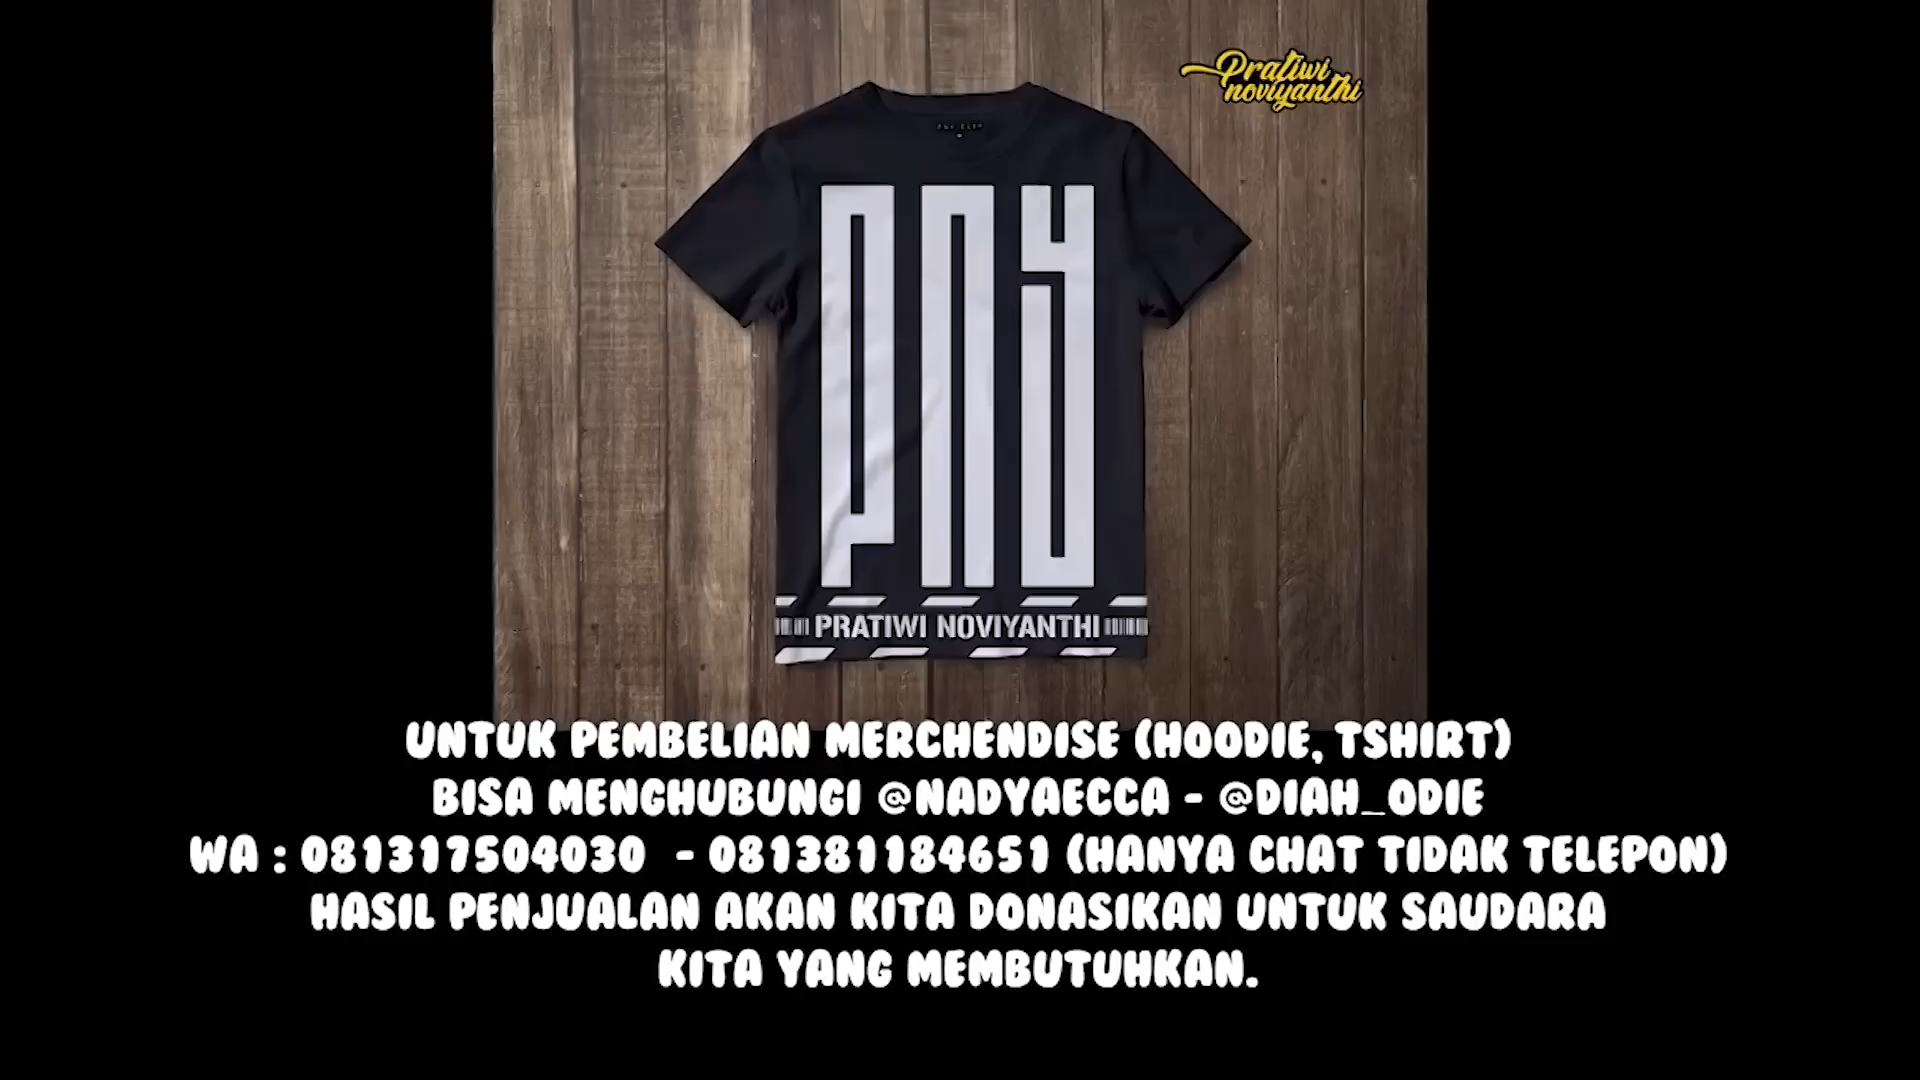 Pratiwi
noviyanthi
PNY
PRATIWI NOVIYANTHI
UNTUK PEMBELIAN MERCHENDISE (HOODIE, TSHIRT)
BISA MENGHUBUNGI @NADYAECCA - @DIAH_ODIE
WA : 081317504030 - 081381184651 (HANYA CHAT TIDAK TELEPON)
HASIL PENJUALAN AKAN KITA DONASIKAN UNTUK SAUDARA
KITA YANG MEMBUTUHKAN.